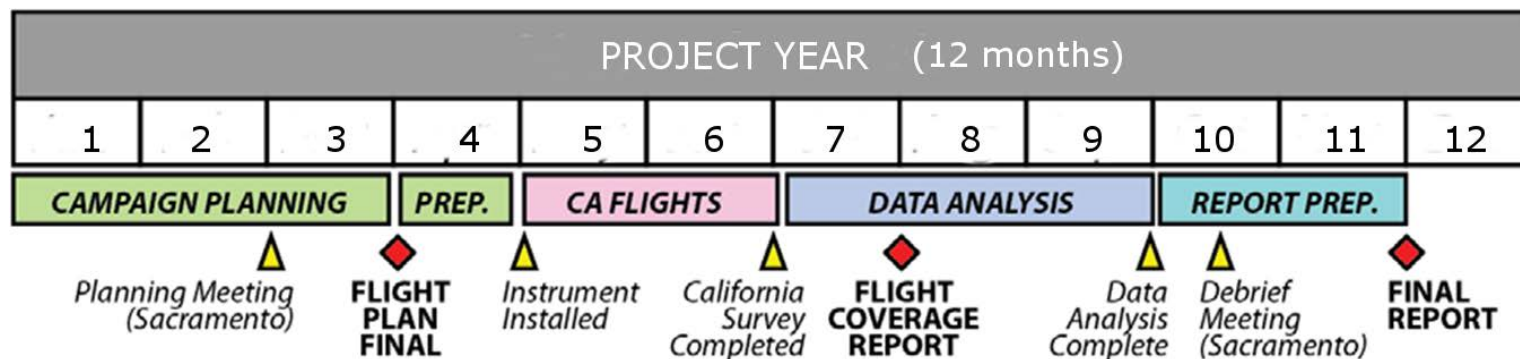 PROJECT YEAR (12 months)
1 2 3 4 5 6 7 8 9 10 11 12
CAMPAIGN PLANNING PREP. CA FLIGHTS DATA ANALYSIS REPORT PREP.
Planning Meeting
(Sacramento)
FLIGHT
PLAN
FINAL
Instrument
Installed
California
Survey
Completed
FLIGHT
COVERAGE
REPORT
Data
Analysis
Complete
Debrief
Meeting
(Sacramento)
FINAL
REPORT